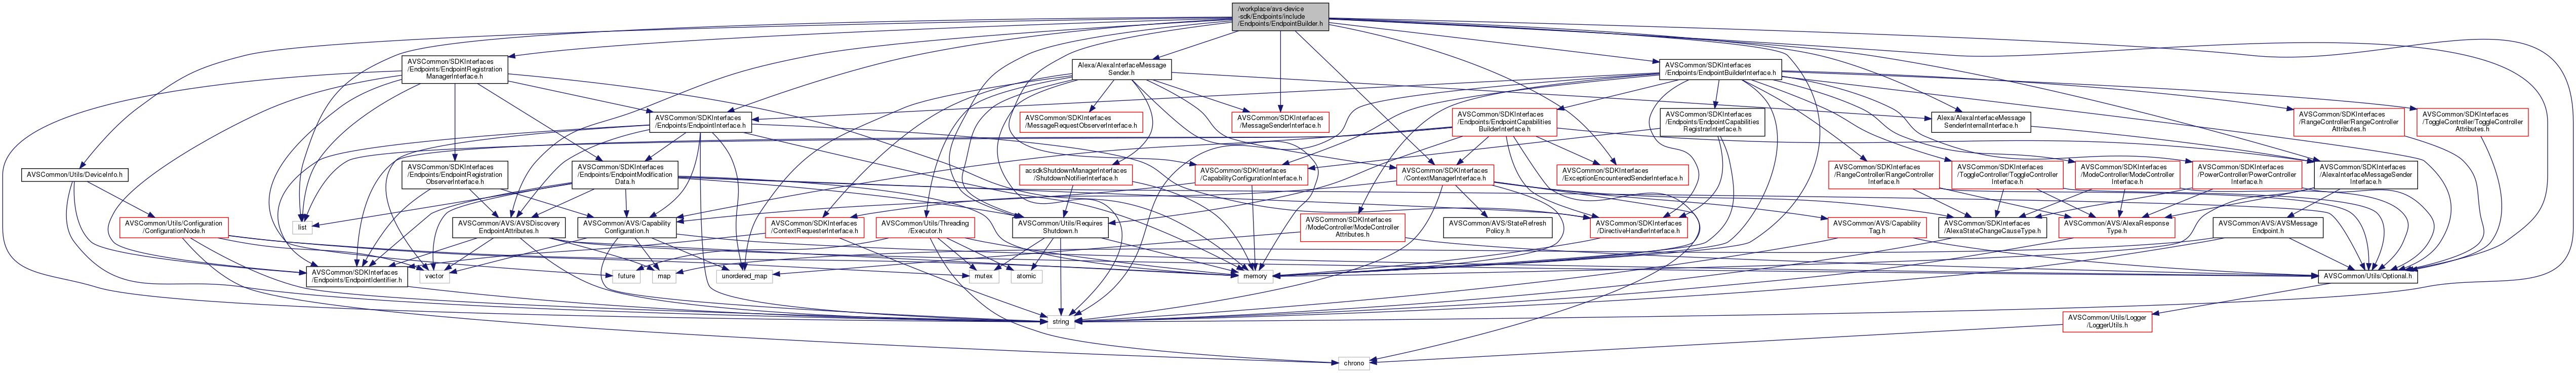 /workplace/avs-device
-sdk/Endpoints/include
/Endpoints/EndpointBuilder.h
AVSCommon/SDKInterfaces
/Endpoints/EndpointRegistration
ManagerInterface.h
Alexa/AlexaInterfaceMessage
Sender.h
AVSCommon/SDKInterfaces
/Endpoints/EndpointBuilderInterface.h
AVSCommon/SDKInterfaces
/Endpoints/EndpointInterface.h
AVSCommon/SDKInterfaces
/MessageRequestObserverInterface.h
AVSCommon/SDKInterfaces
/MessageSenderInterface.h
AVSCommon/SDKInterfaces
/Endpoints/EndpointCapabilities
BuilderInterface.h
AVSCommon/SDKInterfaces
/Endpoints/EndpointCapabilities
RegistrarInterface.h
Alexa/AlexaInterfaceMessage
SenderInternalInterface.h
AVSCommon/SDKInterfaces
/RangeController/RangeController
Attributes.h
AVSCommon/SDKInterfaces
/ToggleController/ToggleController
Attributes.h
AVSCommon/Utils/DeviceInfo.h
AVSCommon/SDKInterfaces
/Endpoints/EndpointRegistration
ObserverInterface.h
AVSCommon/SDKInterfaces
/Endpoints/EndpointModification
Data.h
acsdkShutdownManagerInterfaces
/ShutdownNotifierInterface.h
AVSCommon/SDKInterfaces
/CapabilityConfigurationInterface.h
AVSCommon/SDKInterfaces
/ContextManagerInterface.h
AVSCommon/SDKInterfaces
/ExceptionEncounteredSenderInterface.h
AVSCommon/SDKInterfaces
/RangeController/RangeController
Interface.h
AVSCommon/SDKInterfaces
/ToggleController/ToggleController
Interface.h
AVSCommon/SDKInterfaces
/ModeController/ModeController
Interface.h
AVSCommon/SDKInterfaces
/PowerController/PowerController
Interface.h
AVSCommon/SDKInterfaces
/AlexaInterfaceMessageSender
Interface.h
AVSCommon/Utils/Configuration
/ConfigurationNode.h
list
AVSCommon/AVS/AVSDiscovery
EndpointAttributes.h
AVSCommon/AVS/Capability
Configuration.h
AVSCommon/SDKInterfaces
/ContextRequesterInterface.h
AVSCommon/Utils/Threading
/Executor.h
AVSCommon/Utils/Requires
Shutdown.h
AVSCommon/SDKInterfaces
/ModeController/ModeController
Attributes.h
AVSCommon/AVS/StateRefresh
Policy.h
AVSCommon/SDKInterfaces
/DirectiveHandlerInterface.h
AVSCommon/AVS/Capability
Tag.h
AVSCommon/SDKInterfaces
/AlexaStateChangeCauseType.h
AVSCommon/AVS/AlexaResponse
Type.h
AVSCommon/AVS/AVSMessage
Endpoint.h
AVSCommon/SDKInterfaces
/Endpoints/EndpointIdentifier.h
vector
future
map
unordered_map
mutex
atomic
memory
AVSCommon/Utils/Optional.h
string
AVSCommon/Utils/Logger
/LoggerUtils.h
chrono